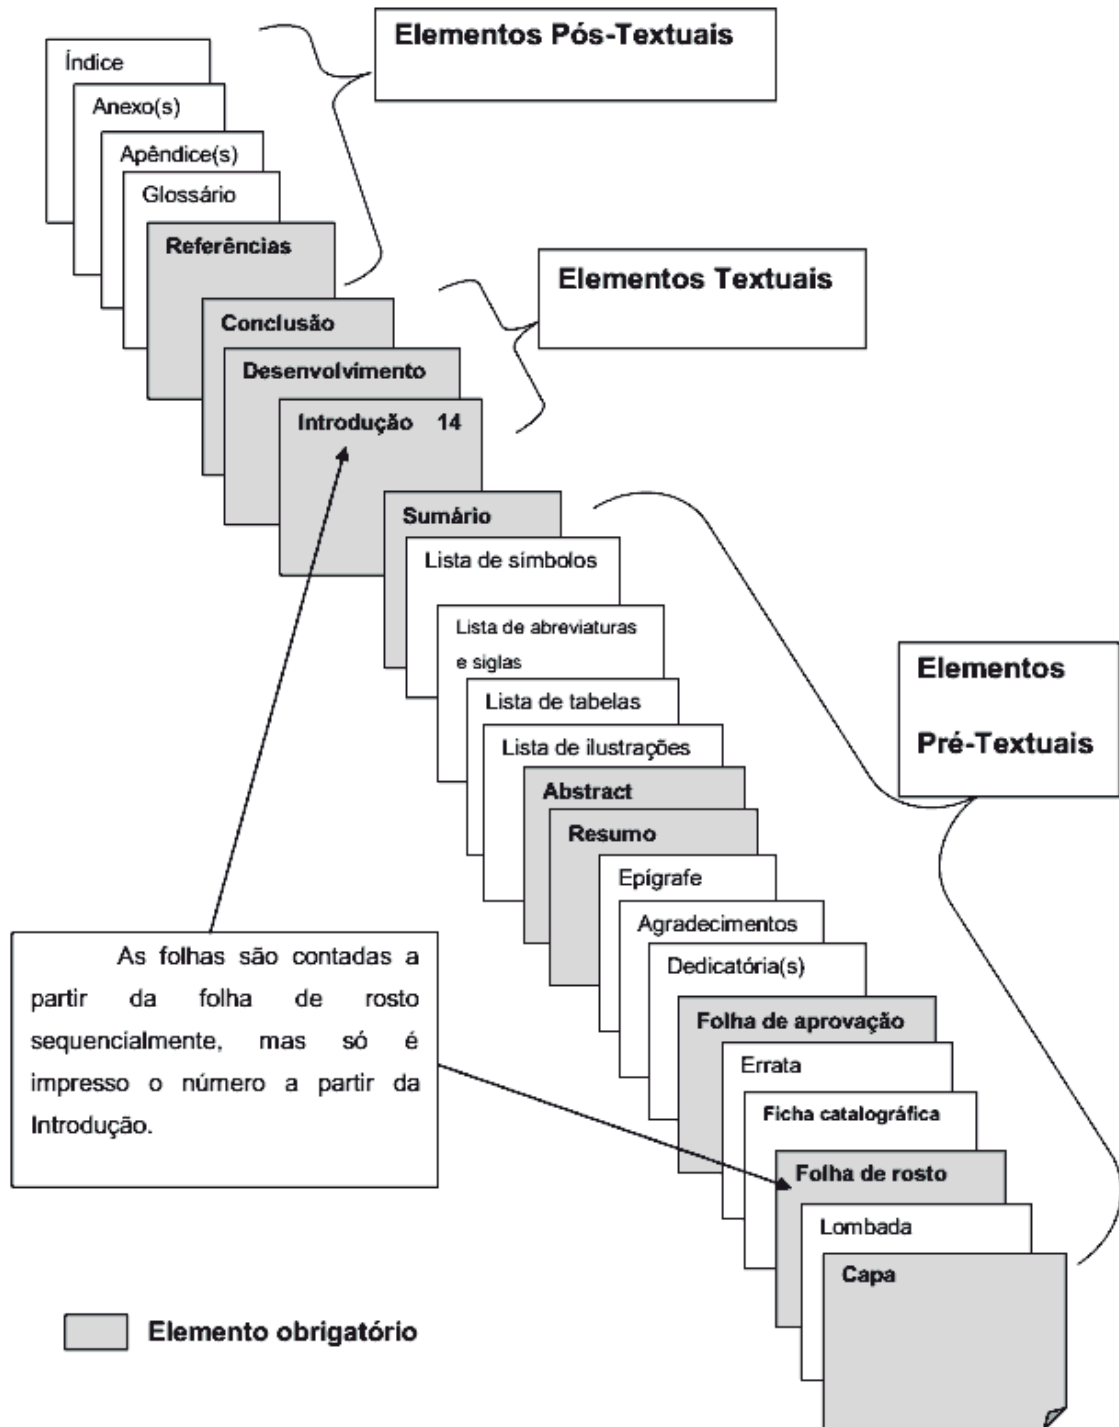 Elementos Pós-Textuais
Índice
Anexo(s)
Apêndice(s)
Glossário
Referências
Elementos Textuais
Conclusão
Desenvolvimento
Introdução 14
Sumário
Lista de símbolos
Lista de abreviaturas
e siglas
Elementos
Pré-Textuais
Lista de tabelas
Lista de ilustrações
Abstract
Resumo
Epígrafe
Agradecimentos
Dedicatória(s)
Folha de aprovação
Errata
Ficha catalográfica
Folha de rosto
Lombada
Capa
As folhas são contadas a
partir da folha de rosto
sequencialmente, mas só é
impresso o número a partir da
Introdução.
Elemento obrigatório